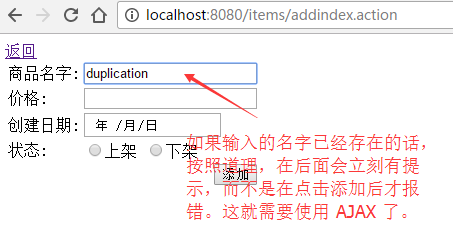 localhost:8080/items/addindex.action
返回
商品名字: duplication
价格:
创建日期: 年 /月/日
状态: 上架 下架
添加
如果输入的名字已经存在的话,
按照道理,在后面会立刻有提
示,而不是在点击添加后才报
错。这就需要使用 AJAX 了。